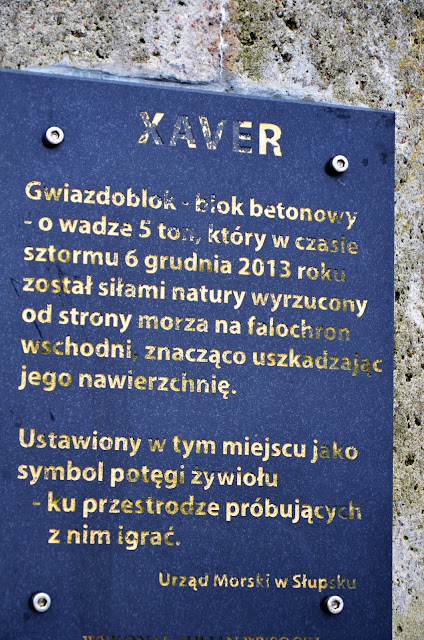 XAVER
Gwiazdoblok - blok betonowy
- o wadze 5 ton, który w czasie
sztormu 6 grudnia 2013 roku
został siłami natury wyrzucony
od strony morza na falochron
wschodni, znacząco uszkadzając
jego nawierzchnię.
Ustawiony w tym miejscu jako
symbol potęgi żywiołu
- ku przestrodze próbujących
z nim igrać.
Urząd Morski w Słupsku